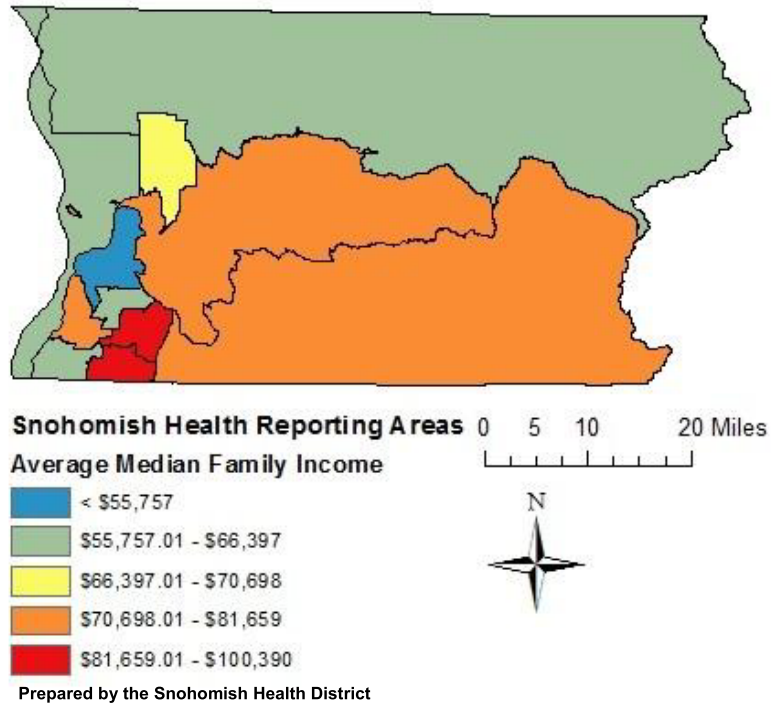 Snohomish Health Reporting Areas 0 5 10 20 Miles
Average Median Family Income
< $55,757
N
$55,757.01 - $66,397
$66,397.01 - $70,698
$70,698.01 - $81,659
$81,659.01 - $100,390
Prepared by the Snohomish Health District